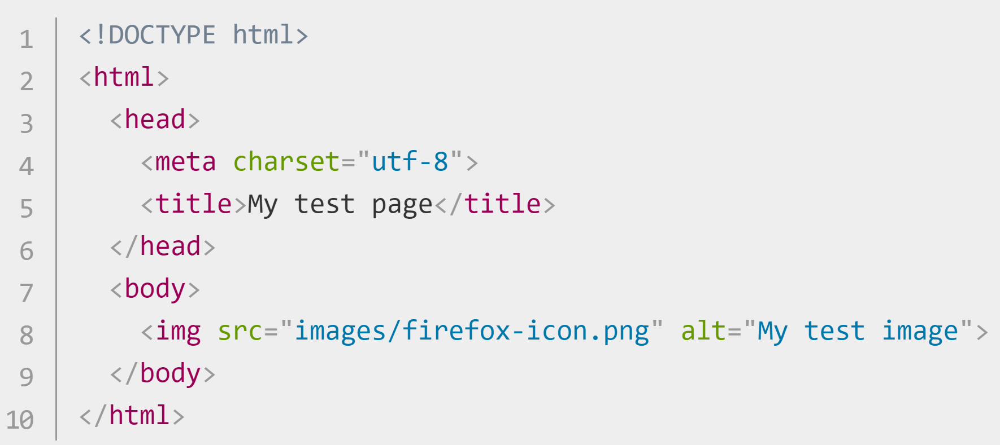 1 <!DOCTYPE html>
2 <html>
3   <head>
4     <meta charset="utf-8">
5     <title>My test page</title>
6   </head>
7   <body>
8     <img src="images/firefox-icon.png" alt="My test image">
9   </body>
10 </html>